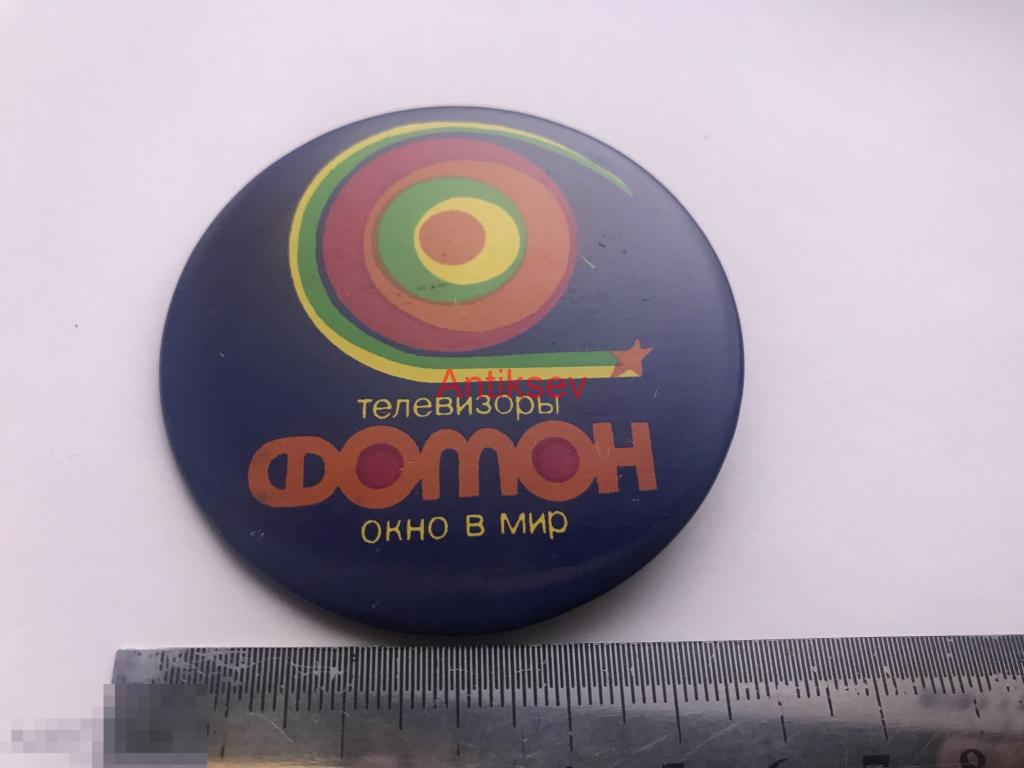 Antiksev
телевизоры
ФОТОН
окно в мир